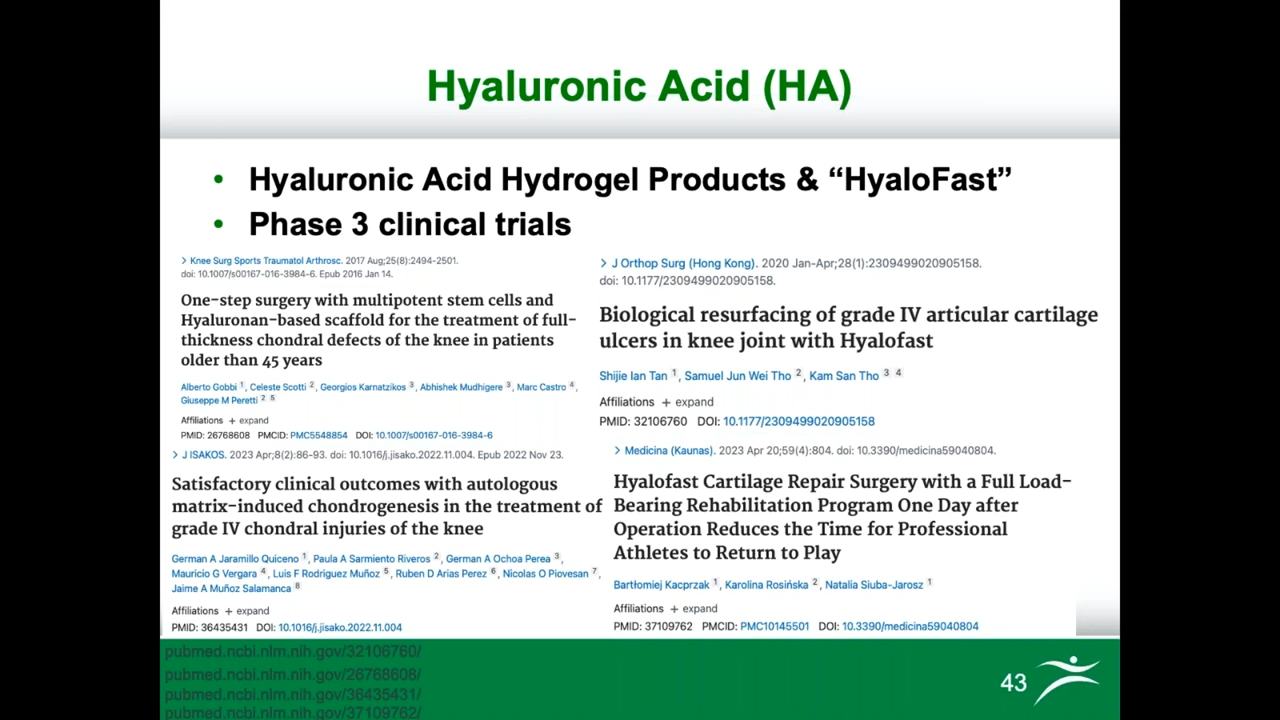 Hyaluronic Acid (HA)
• Hyaluronic Acid Hydrogel Products & “HyaloFast”
• Phase 3 clinical trials
> Knee Surg Sports Traumatol Arthrosc. 2017 Aug;25(8):2494-2501.
doi: 10.1007/s00167-016-3984-6. Epub 2016 Jan 14.
One-step surgery with multipotent stem cells and
Hyaluronan-based scaffold for the treatment of full-
thickness chondral defects of the knee in patients
older than 45 years
Alberto Gobbi 1, Celeste Scotti 2, Georgios Karnatzikos 3, Abhishek Mudhigere 3, Marc Castro 4,
Giuseppe M Peretti 2 5
Affiliations + expand
PMID: 26768608 PMCID: PMC5548854 DOI: 10.1007/s00167-016-3984-6
> J Orthop Surg (Hong Kong). 2020 Jan-Apr;28(1):2309499020905158.
doi: 10.1177/2309499020905158.
Biological resurfacing of grade IV articular cartilage
ulcers in knee joint with Hyalofast
Shijie Ian Tan 1, Samuel Jun Wei Tho 2, Kam San Tho 3 4
Affiliations + expand
PMID: 32106760 DOI: 10.1177/2309499020905158
> J ISAKOS. 2023 Apr;8(2):86-93. doi: 10.1016/j.jisako.2022.11.004. Epub 2022 Nov 23.
Satisfactory clinical outcomes with autologous
matrix-induced chondrogenesis in the treatment of
grade IV chondral injuries of the knee
German A Jaramillo Quiceno 1, Paula A Sarmiento Riveros 2, German A Ochoa Perea 3,
Mauricio G Vergara 4, Luis F Rodriguez Muñoz 5, Ruben D Arias Perez 6, Nicolas O Piovesan 7,
Jaime A Muñoz Salamanca 8
Affiliations + expand
PMID: 36435431 DOI: 10.1016/j.jisako.2022.11.004
> Medicina (Kaunas). 2023 Apr 20;59(4):804. doi: 10.3390/medicina59040804.
Hyalofast Cartilage Repair Surgery with a Full Load-
Bearing Rehabilitation Program One Day after
Operation Reduces the Time for Professional
Athletes to Return to Play
Bartłomiej Kacprzak 1, Karolina Rosińska 2, Natalia Siuba-Jarosz 1
Affiliations + expand
PMID: 37109762 PMCID: PMC10145501 DOI: 10.3390/medicina59040804
pubmed.ncbi.nlm.nih.gov/32106760/
pubmed.ncbi.nlm.nih.gov/26768608/
pubmed.ncbi.nlm.nih.gov/36435431/
pubmed.ncbi.nlm.nih.gov/37109762/
43